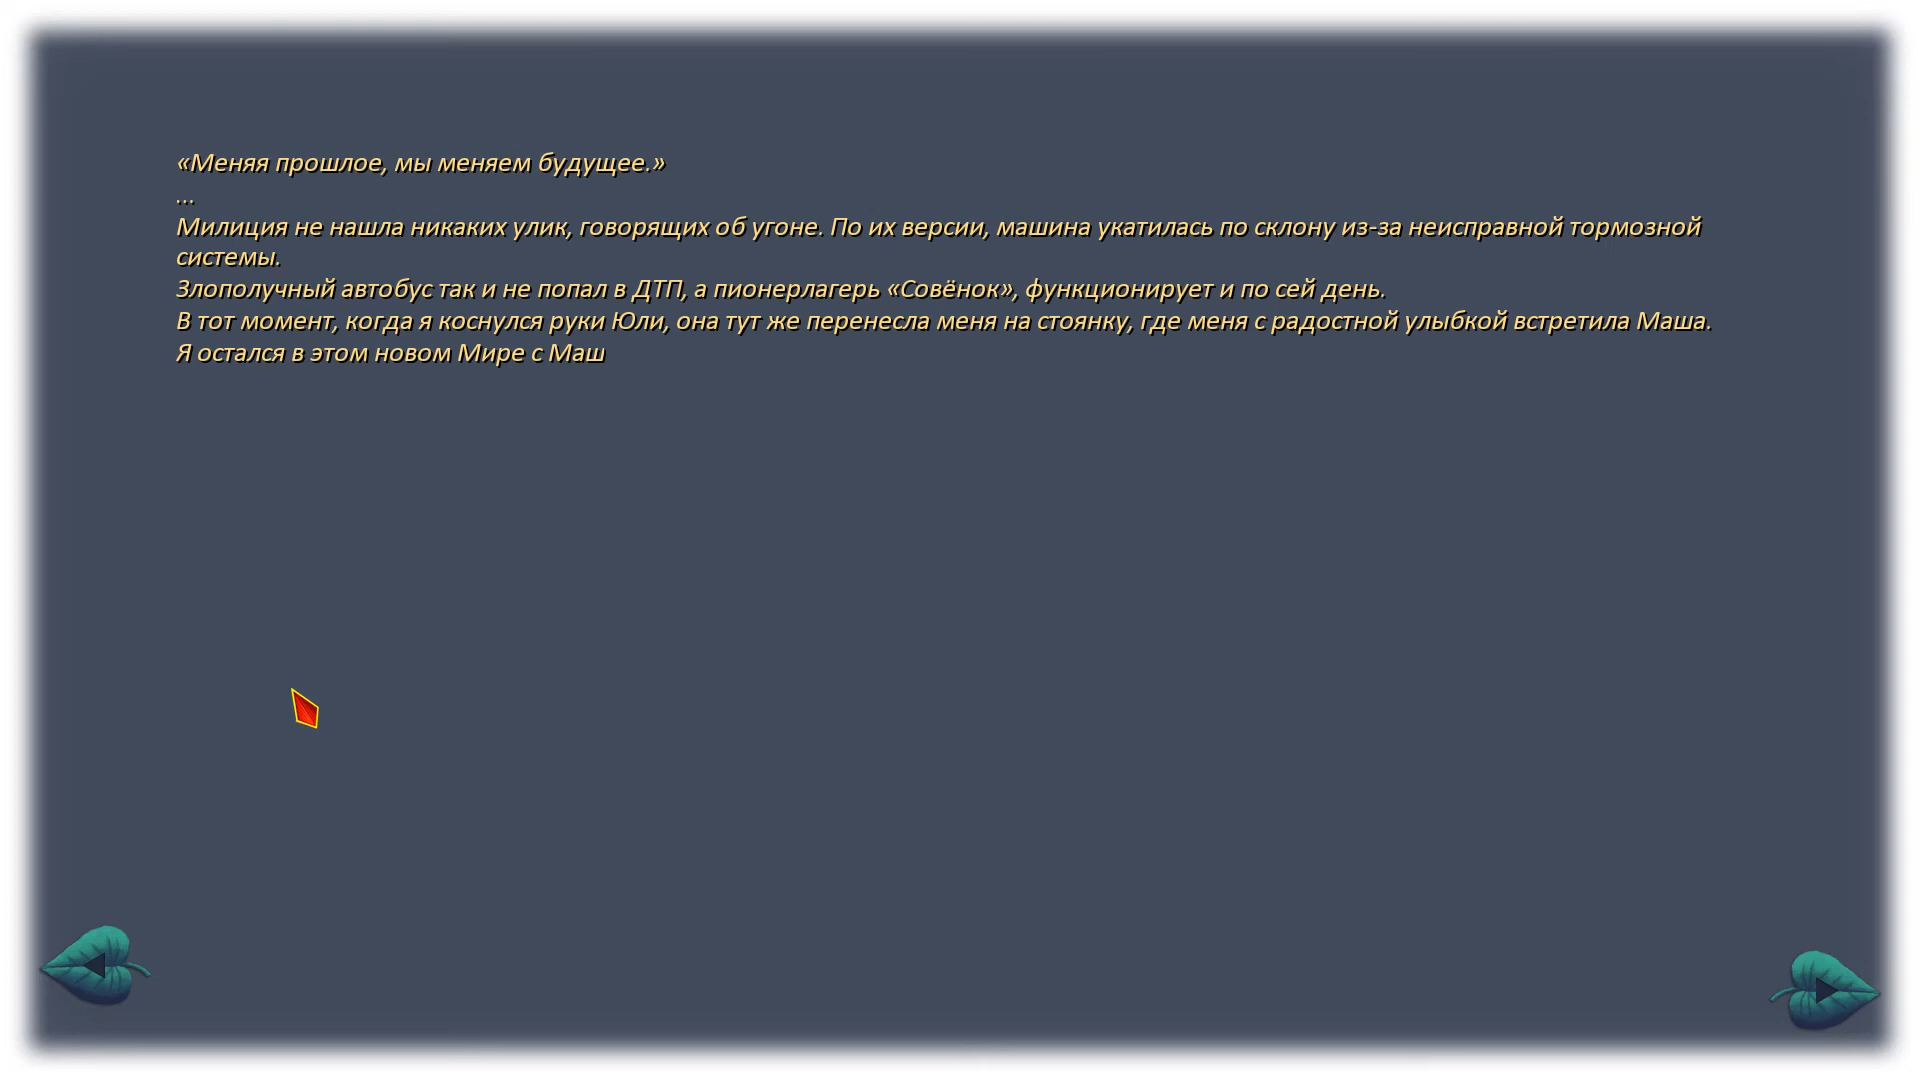 «Меняя прошлое, мы меняем будущее.»
...
Милиция не нашла никаких улик, говорящих об угоне. По их версии, машина укатилась по склону из-за неисправной тормозной
системы.
Злополучный автобус так и не попал в ДТП, а пионерлагерь «Совёнок», функционирует и по сей день.
В тот момент, когда я коснулся руки Юли, она тут же перенесла меня на стоянку, где меня с радостной улыбкой встретила Маша.
Я остался в этом новом Мире с Маш